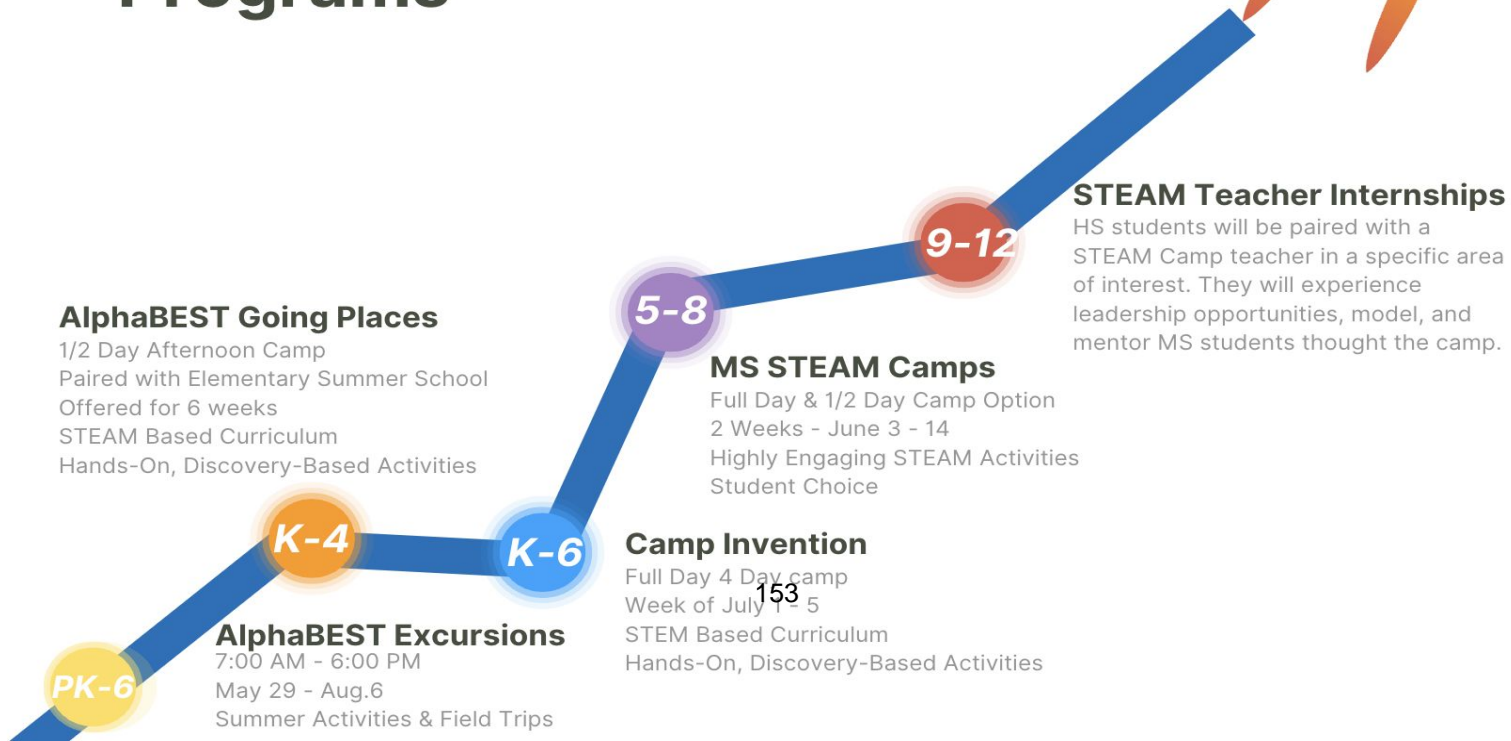 Programs
STEAM Teacher Internships
HS students will be paired with a
STEAM Camp teacher in a specific area
of interest. They will experience
leadership opportunities, model, and
mentor MS students thought the camp.
9-12
5-8
AlphaBEST Going Places
1/2 Day Afternoon Camp
Paired with Elementary Summer School
Offered for 6 weeks
STEAM Based Curriculum
Hands-On, Discovery-Based Activities
MS STEAM Camps
Full Day & 1/2 Day Camp Option
2 Weeks - June 3 - 14
Highly Engaging STEAM Activities
Student Choice
K-4
K-6
Camp Invention
Full Day 4 Day camp
153
Week of July 1 - 5
STEM Based Curriculum
Hands-On, Discovery-Based Activities
AlphaBEST Excursions
7:00 AM - 6:00 PM
May 29 - Aug.6
Summer Activities & Field Trips
PK-6